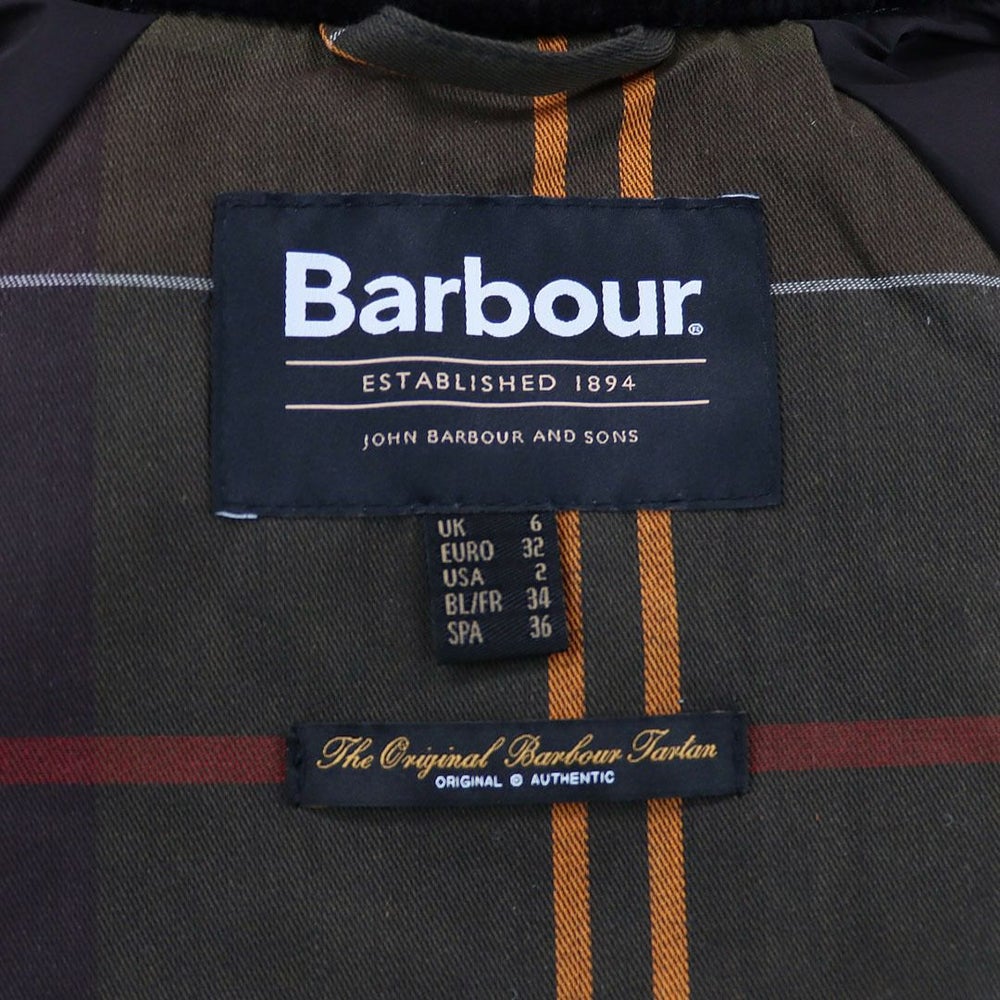 Barbour®
ESTABLISHED 1894
JOHN BARBOUR AND SONS
UK 6
EURO 32
USA 2
BL/FR 34
SPA 36
The Original Barbour Tartan
ORIGINAL © AUTHENTIC